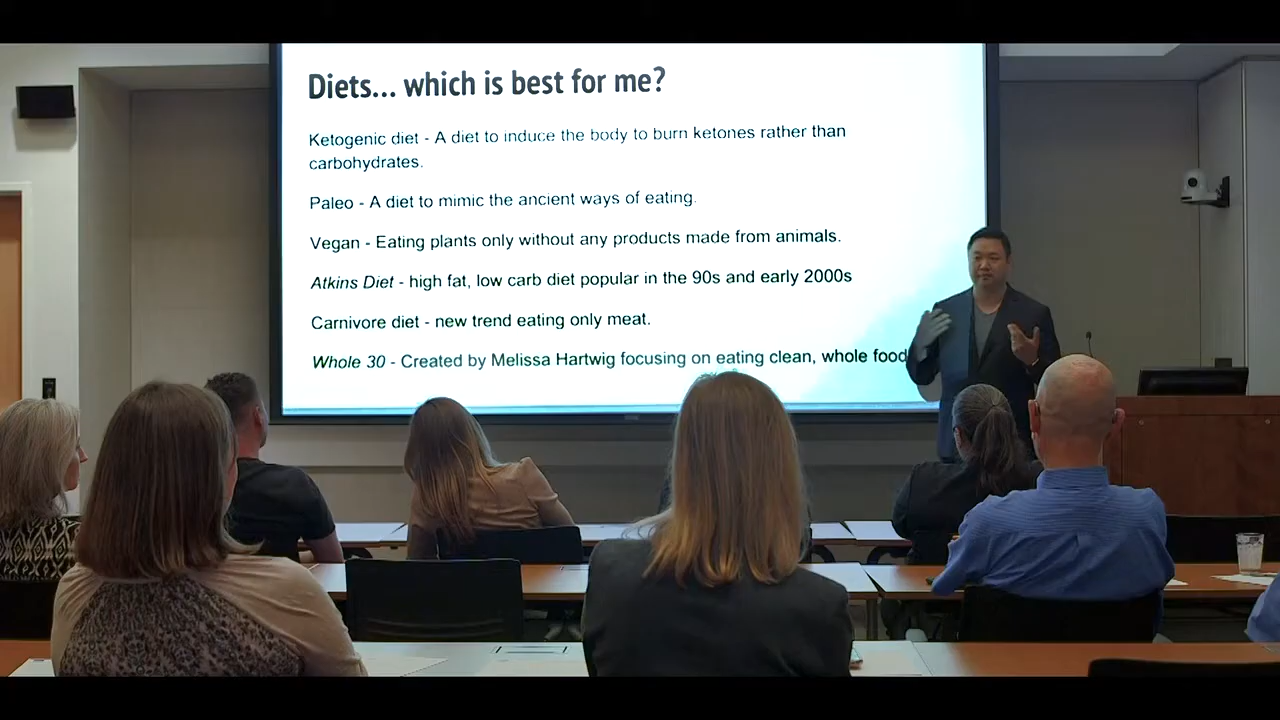 Diets... which is best for me?
Ketogenic diet - A diet to induce the body to burn ketones rather than
carbohydrates.
Paleo - A diet to mimic the ancient ways of eating.
Vegan - Eating plants only without any products made from animals.
Atkins Diet - high fat, low carb diet popular in the 90s and early 2000s
Carnivore diet - new trend eating only meat.
Whole 30 - Created by Melissa Hartwig focusing on eating clean, whole food